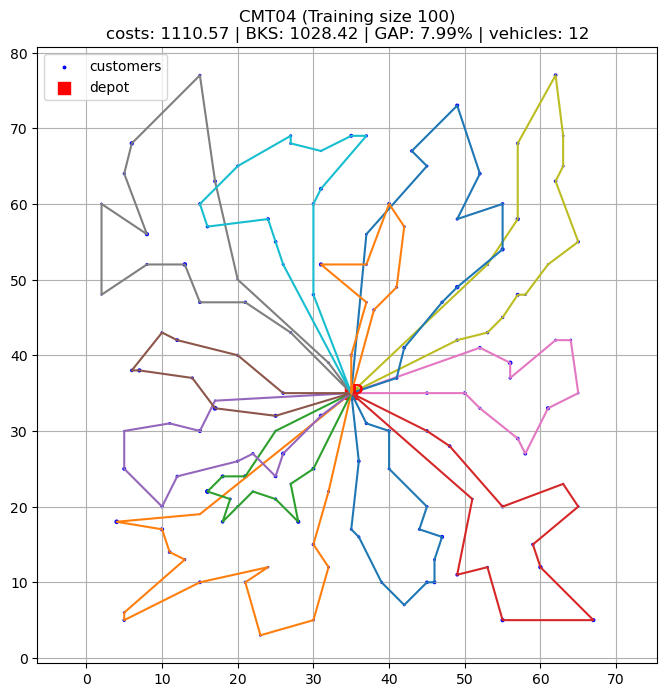 CMT04 (Training size 100)
costs: 1110.57 | BKS: 1028.42 | GAP: 7.99% | vehicles: 12
customers
depot
80
70
60
50
40
30
20
10
0
D
0 10 20 30 40 50 60 70